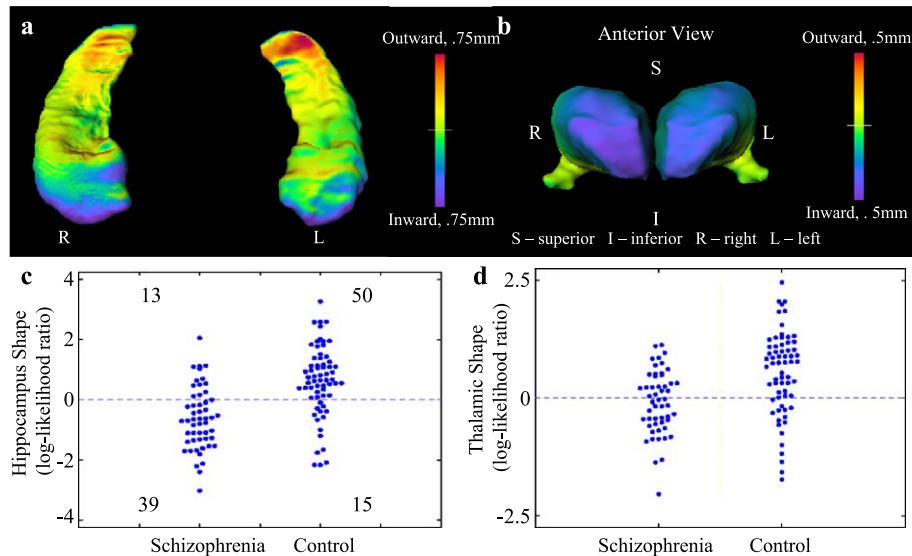 a
Outward, .75mm
Inward, .75mm
R
L
b
Anterior View
Outward, .5mm
S
R
L
I
Inward, . 5mm
S – superior I – inferior R – right L – left
c
4
2
0
-2
-4
Hippocampus Shape
(log-likelihood ratio)
13
50
39
15
Schizophrenia
Control
d
2.5
0
-2.5
Thalamic Shape
(log-likelihood ratio)
Schizophrenia
Control